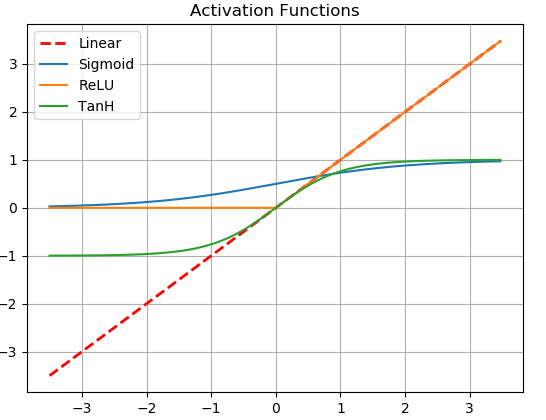 Activation Functions
Linear
Sigmoid
ReLU
TanH
3
2
1
0
−1
−2
−3
−3 −2 −1 0 1 2 3